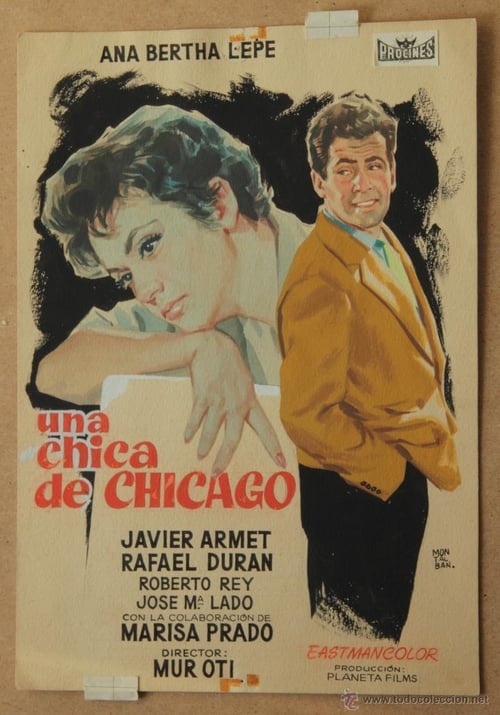 ANA BERTHA LEPE
PROCINES
una
chica
de CHICAGO
JAVIER ARMET
RAFAEL DURAN
ROBERTO REY
JOSE Mª LADO
CON LA COLABORACIÓN DE
MARISA PRADO
DIRECTOR:
MUR OTI
MON
TAL
BAN.
EASTMANCOLOR
PRODUCCIÓN:
PLANETA FILMS
www.todocoleccion.net